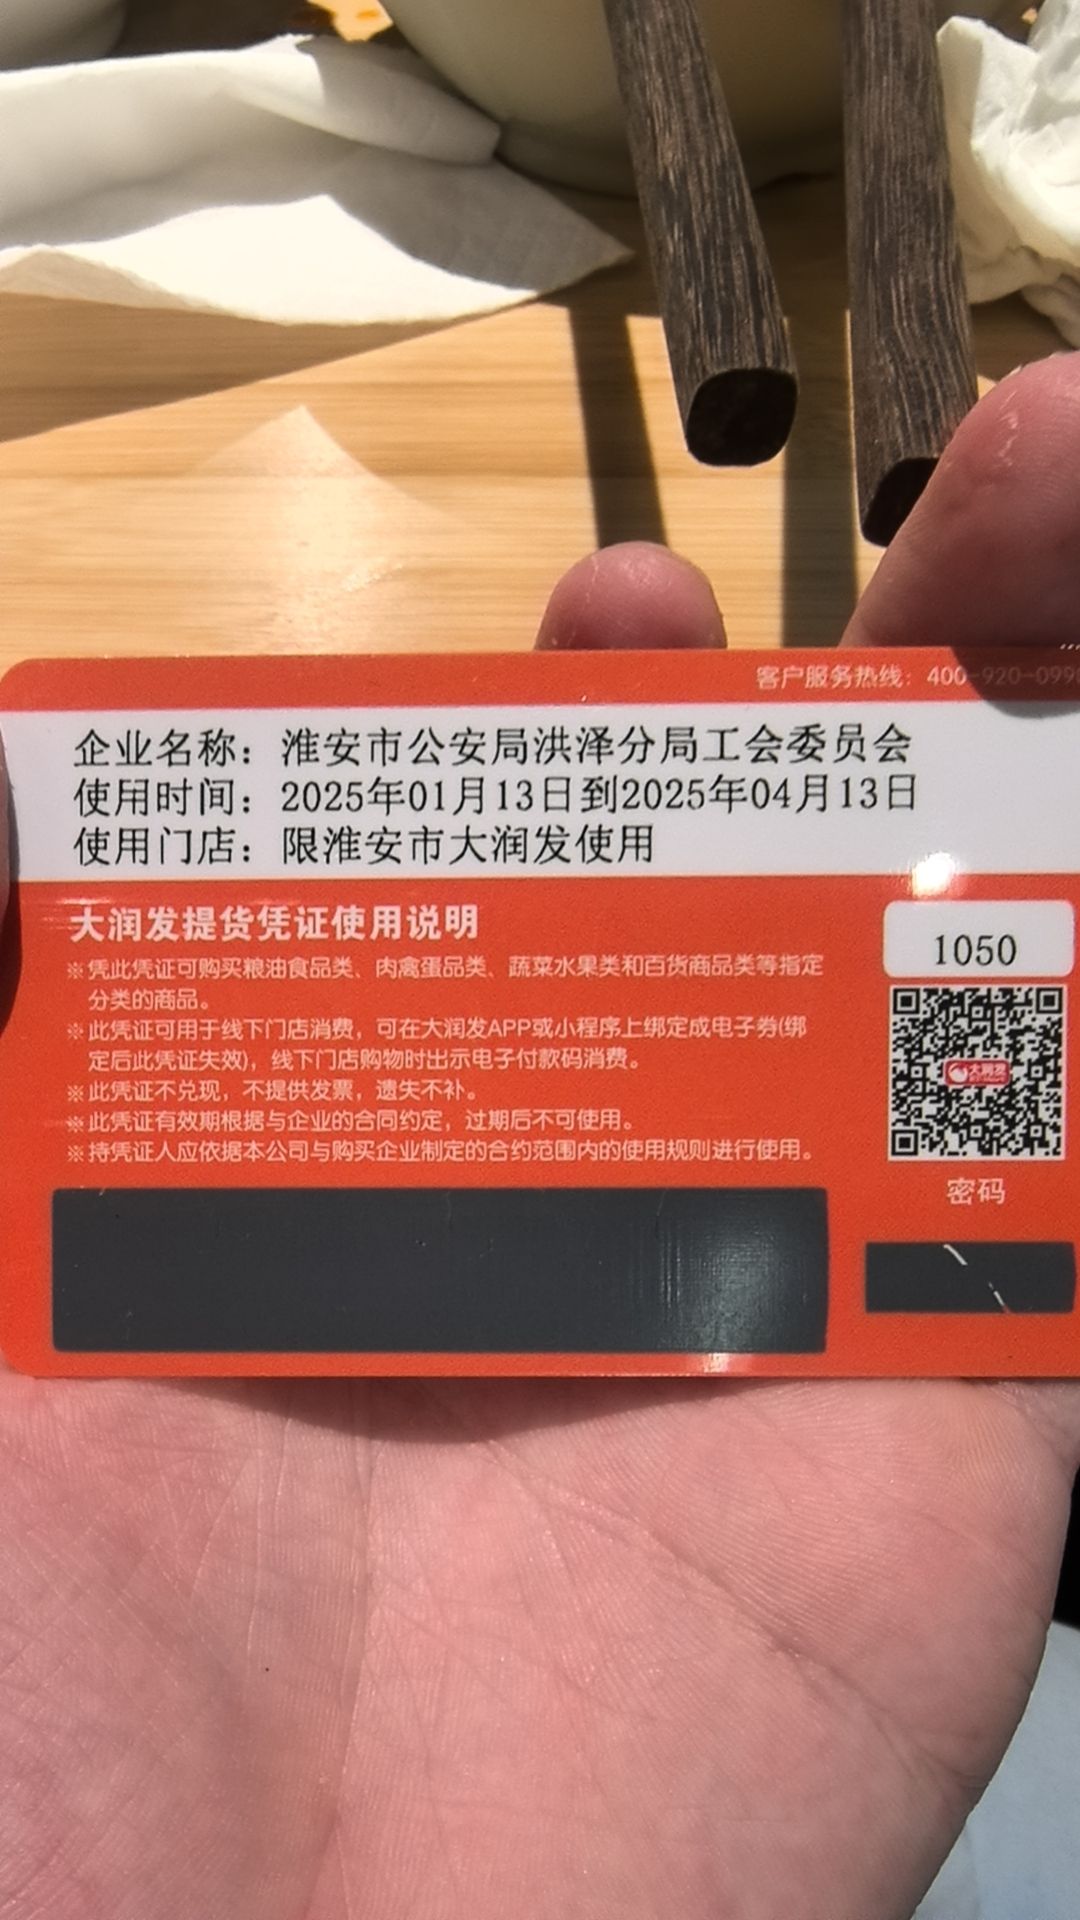 客户服务热线：400-920-0990
企业名称：淮安市公安局洪泽分局工会委员会
使用时间：2025年01月13日到2025年04月13日
使用门店：限淮安市大润发使用
大润发提货凭证使用说明
1050
※凭此凭证可购买粮油食品类、肉禽蛋品类、蔬菜水果类和百货商品类等指定
分类的商品。
※此凭证可用于线下门店消费，可在大润发APP或小程序上绑定成电子券(绑
定后此凭证失效)，线下门店购物时出示电子付款码消费。
※此凭证不兑现，不提供发票，遗失不补。
※此凭证有效期根据与企业的合同约定，过期后不可使用。
※持凭证人应依据本公司与购买企业制定的合约范围内的使用规则进行使用。
大润发
密码